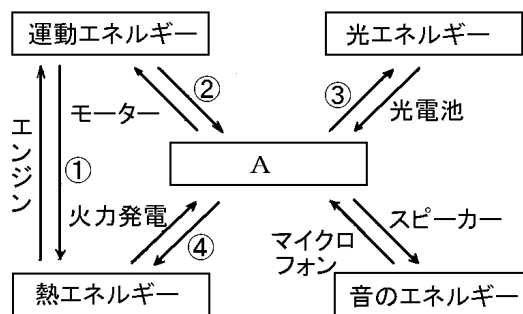 運動エネルギー
光エネルギー
②
③
モーター
光電池
エンジン
①
A
火力発電
スピーカー
④
マイクロ
フォン
熱エネルギー
音のエネルギー